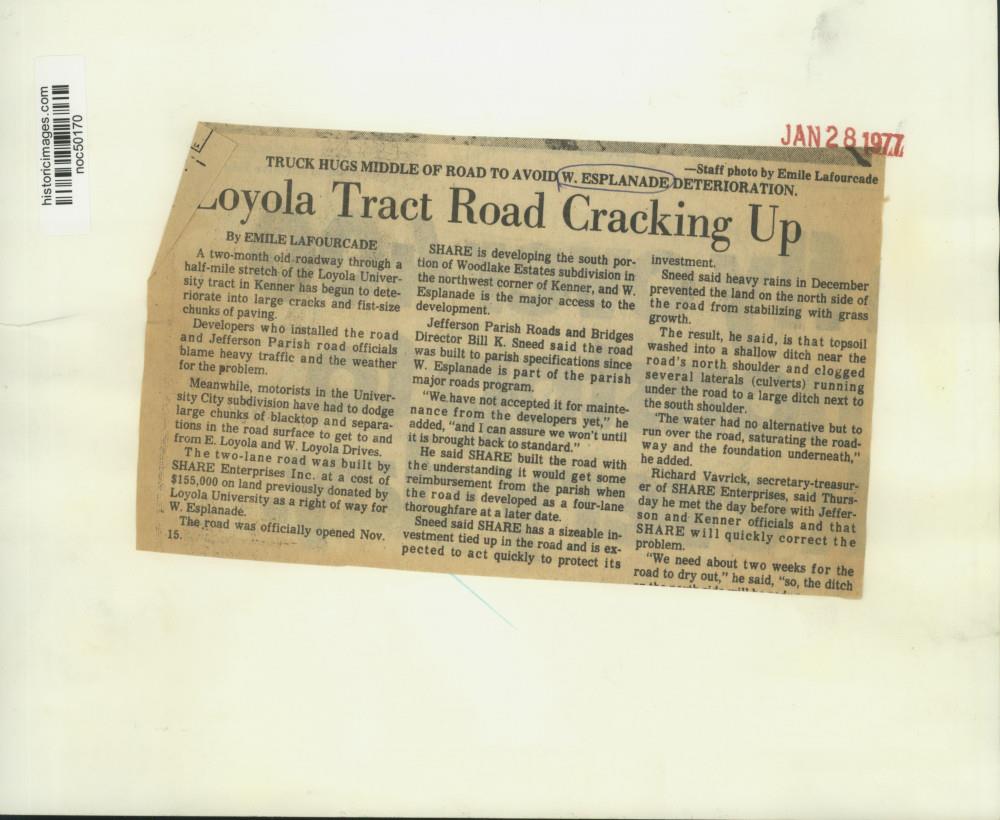 historicimages.com
noc50170
JAN 28 1977
—Staff photo by Emile Lafourcade
TRUCK HUGS MIDDLE OF ROAD TO AVOID W. ESPLANADE DETERIORATION.
Loyola Tract Road Cracking Up
By EMILE LAFOURCADE
A two-month old roadway through a
half-mile stretch of the Loyola Univer-
sity tract in Kenner has begun to dete-
riorate into large cracks and fist-size
chunks of paving.
Developers who installed the road
and Jefferson Parish road officials
blame heavy traffic and the weather
for the problem.
Meanwhile, motorists in the Univer-
sity City subdivision have had to dodge
large chunks of blacktop and separa-
tions in the road surface to get to and
from E. Loyola and W. Loyola Drives.
The two-lane road was built by
SHARE Enterprises Inc. at a cost of
$155,000 on land previously donated by
Loyola University as a right of way for
W. Esplanade.
The road was officially opened Nov.
15.
SHARE is developing the south por-
tion of Woodlake Estates subdivision in
the northwest corner of Kenner, and W.
Esplanade is the major access to the
development.
Jefferson Parish Roads and Bridges
Director Bill K. Sneed said the road
was built to parish specifications since
W. Esplanade is part of the parish
major roads program.
"We have not accepted it for mainte-
nance from the developers yet," he
added, "and I can assure we won't until
it is brought back to standard."
He said SHARE built the road with
the understanding it would get some
reimbursement from the parish when
the road is developed as a four-lane
thoroughfare at a later date.
Sneed said SHARE has a sizeable in-
vestment tied up in the road and is ex-
pected to act quickly to protect its
investment.
Sneed said heavy rains in December
prevented the land on the north side of
the road from stabilizing with grass
growth.
The result, he said, is that topsoil
washed into a shallow ditch near the
road's north shoulder and clogged
several laterals (culverts) running
under the road to a large ditch next to
the south shoulder.
'The water had no alternative but to
run over the road, saturating the road-
way and the foundation underneath,"
he added.
Richard Vavrick, secretary-treasur-
er of SHARE Enterprises, said Thurs-
day he met the day before with Jeffer-
son and Kenner officials and that
SHARE will quickly correct the
problem.
"We need about two weeks for the
road to dry out," he said, "so, the ditch